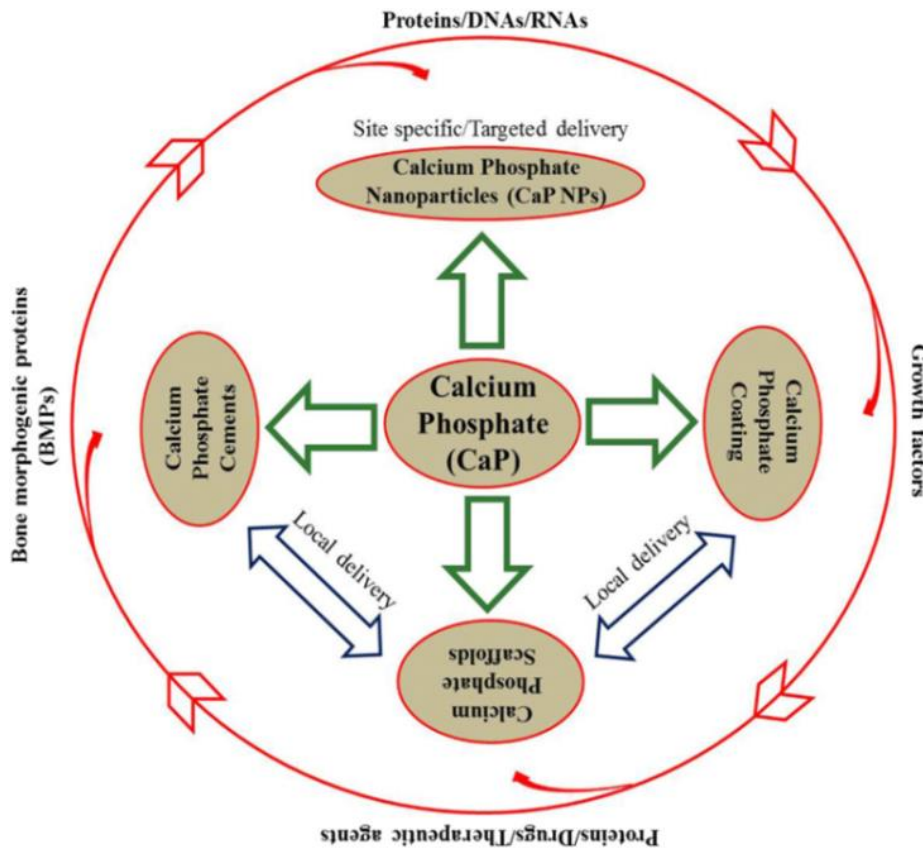 Proteins/DNAs/RNAs
Site specific/Targeted delivery
Calcium Phosphate
Nanoparticles (CaP NPs)
Bone morphogenic proteins
(BMPs)
Calcium
Phosphate
Cements
Calcium
Phosphate
(CaP)
Calcium
Phosphate
Coating
Growth factors
Local delivery
Local delivery
Calcium
Phosphate
Scaffolds
Proteins/Drugs/Therapeutic agents